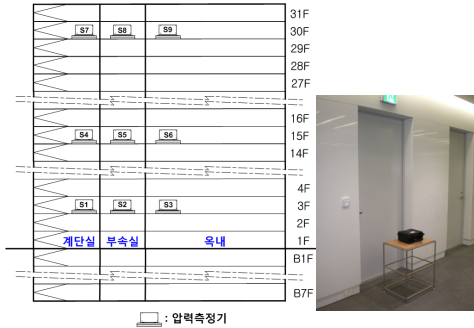 31F
S7 S8 S9 30F
29F
28F
27F
16F
S4 S5 S6 15F
14F
4F
S1 S2 S3 3F
2F
계단실 부속실 옥내 1F
B1F
B7F
: 압력측정기